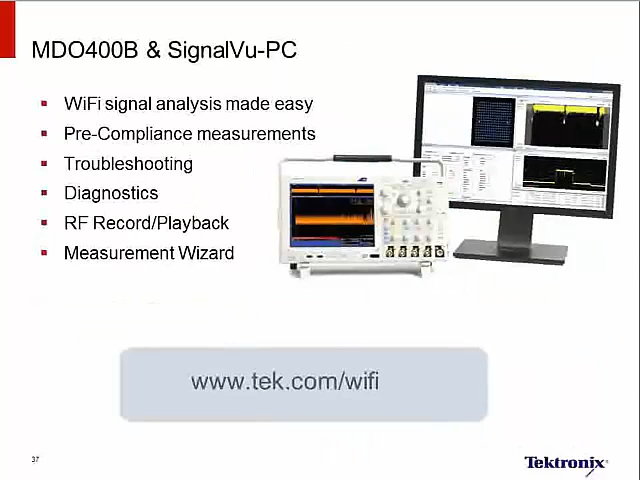 MDO400B & SignalVu-PC
WiFi signal analysis made easy
Pre-Compliance measurements
Troubleshooting
Diagnostics
RF Record/Playback
Measurement Wizard
www.tek.com/wifi
37
Tektronix